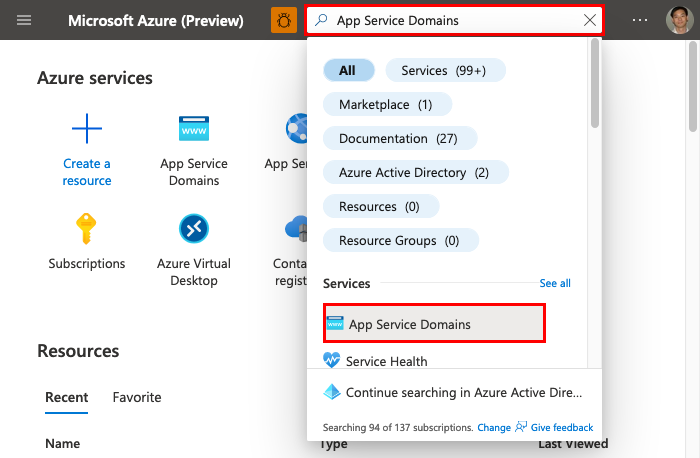 Microsoft Azure (Preview)
App Service Domains
All
Services (99+)
Marketplace (1)
Documentation (27)
Azure Active Directory (2)
Resources (0)
Resource Groups (0)
Services
See all
App Service Domains
Service Health
Continue searching in Azure Active Dire...
Searching 94 of 137 subscriptions. Change Give feedback
Azure services
Create a
resource
App Service
Domains
App Ser
Subscriptions
Azure Virtual
Desktop
Conta
regist
Resources
Recent
Favorite
Name
Type
Last Viewed